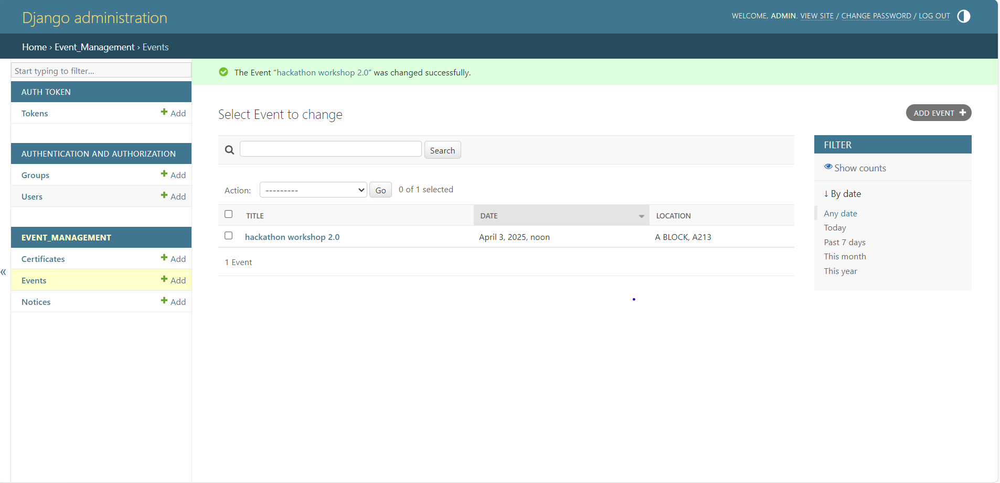 Django administration
WELCOME, ADMIN. VIEW SITE / CHANGE PASSWORD / LOG OUT
Home › Event_Management › Events
Start typing to filter...
AUTH TOKEN
Tokens
Add
AUTHENTICATION AND AUTHORIZATION
Groups
Add
Users
Add
EVENT_MANAGEMENT
Certificates
Add
Events
Add
Notices
Add
«
The Event “hackathon workshop 2.0” was changed successfully.
Select Event to change
ADD EVENT
Search
Action: --------- Go 0 of 1 selected
TITLE DATE LOCATION
hackathon workshop 2.0 April 3, 2025, noon A BLOCK, A213
1 Event
FILTER
Show counts
↓ By date
Any date
Today
Past 7 days
This month
This year